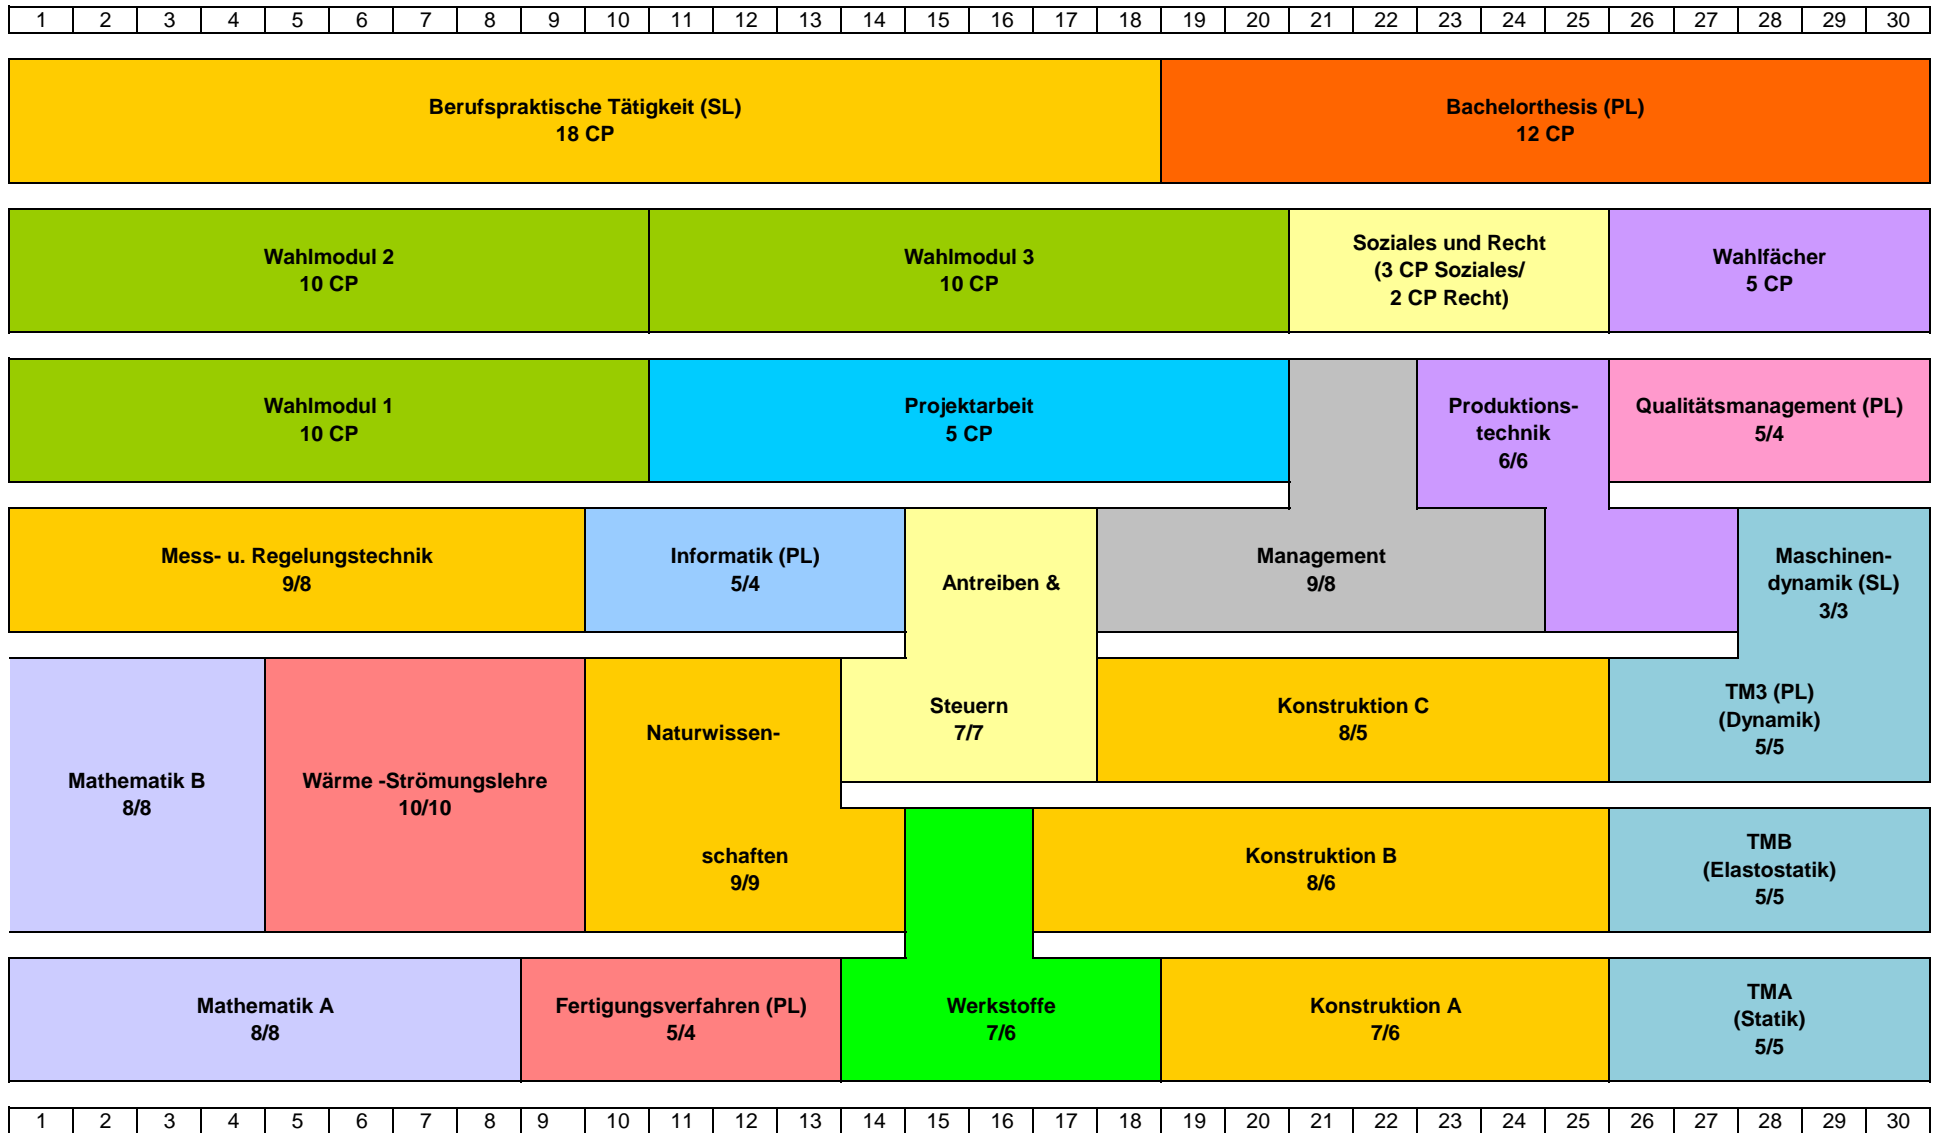 1 2 3 4 5 6 7 8 9 10 11 12 13 14 15 16 17 18 19 20 21 22 23 24 25 26 27 28 29 30
Berufspraktische Tätigkeit (SL)
18 CP
Bachelorthesis (PL)
12 CP
Wahlmodul 2
10 CP
Wahlmodul 3
10 CP
Soziales und Recht
(3 CP Soziales/
2 CP Recht)
Wahlfächer
5 CP
Wahlmodul 1
10 CP
Projektarbeit
5 CP
Produktions-
technik
6/6
Qualitätsmanagement (PL)
5/4
Mess- u. Regelungstechnik
9/8
Informatik (PL)
5/4
Antreiben &
Management
9/8
Maschinen-
dynamik (SL)
3/3
Mathematik B
8/8
Wärme -Strömungslehre
10/10
Naturwissen-
schaften
9/9
Steuern
7/7
Konstruktion C
8/5
TM3 (PL)
(Dynamik)
5/5
Konstruktion B
8/6
TMB
(Elastostatik)
5/5
Mathematik A
8/8
Fertigungsverfahren (PL)
5/4
Werkstoffe
7/6
Konstruktion A
7/6
TMA
(Statik)
5/5
1 2 3 4 5 6 7 8 9 10 11 12 13 14 15 16 17 18 19 20 21 22 23 24 25 26 27 28 29 30